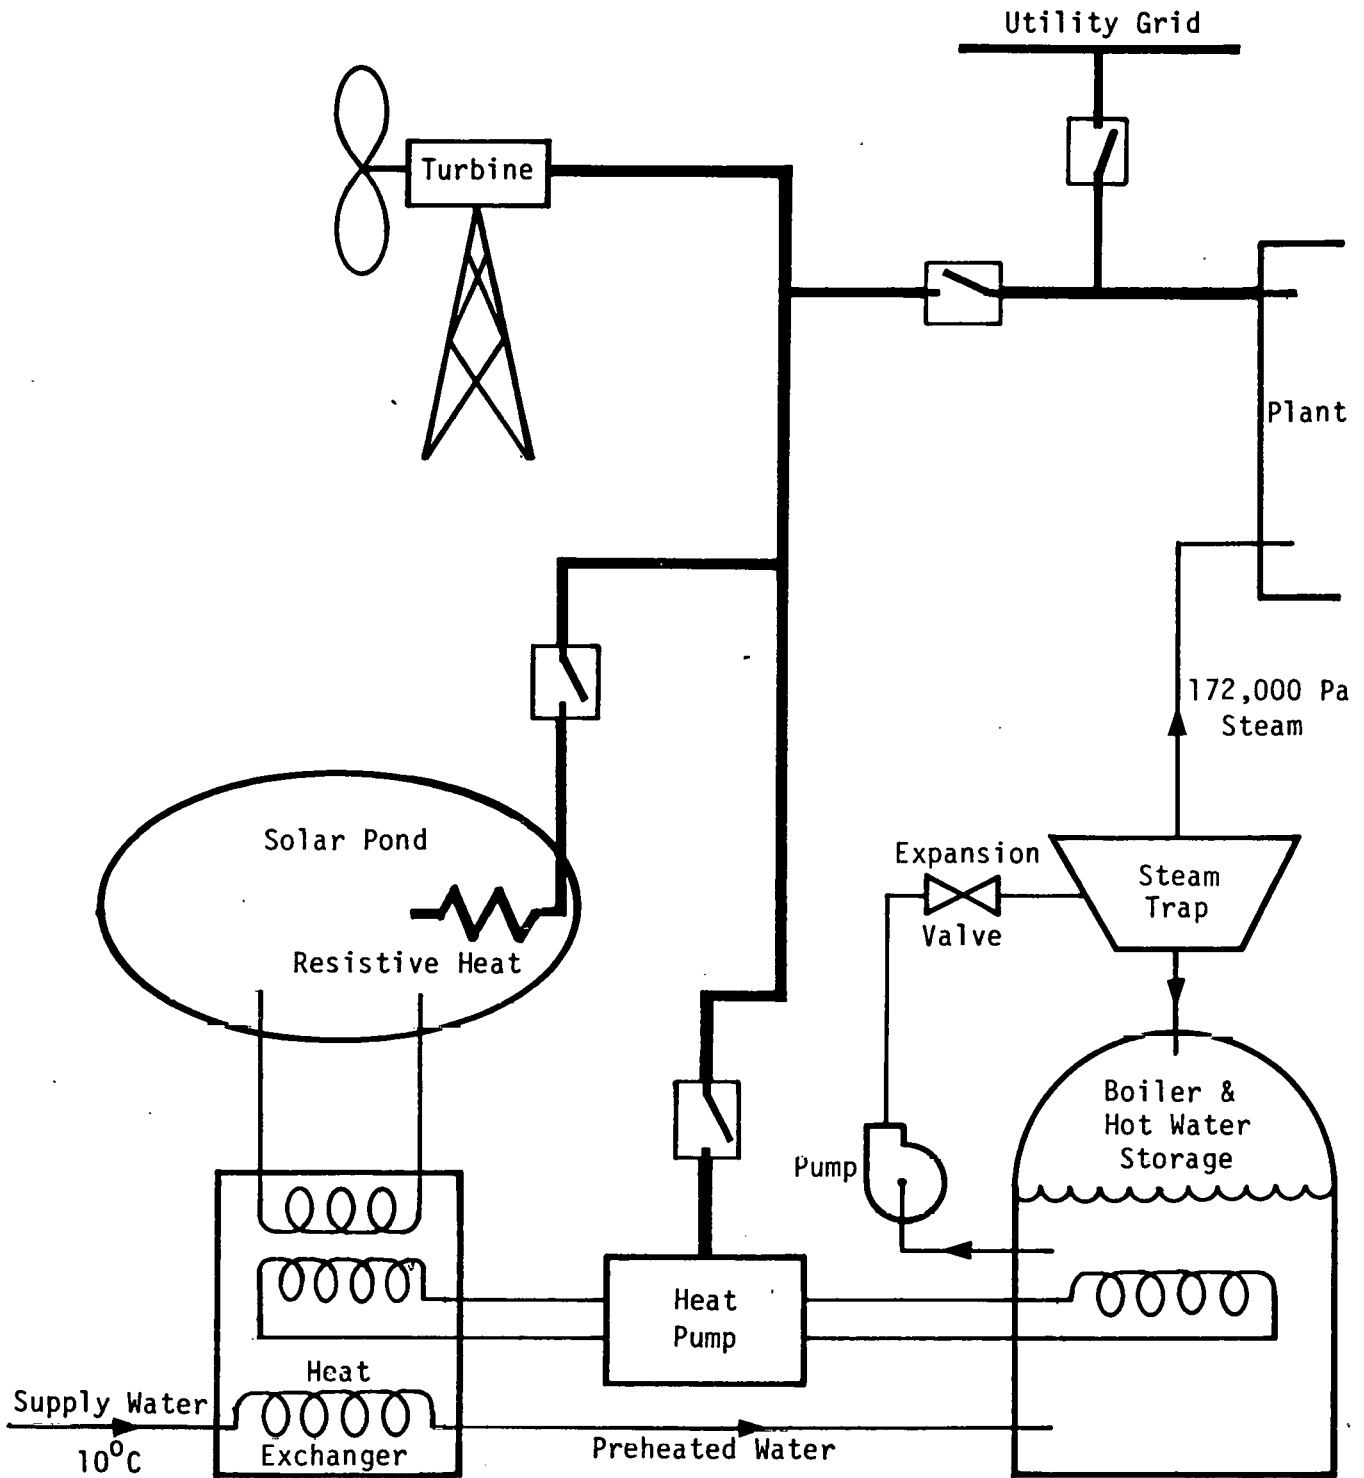 Utility Grid
Turbine
Plant
172,000 Pa
Steam
Solar Pond
Resistive Heat
Expansion
Valve
Steam
Trap
Boiler &
Hot Water
Storage
Pump
Heat
Pump
Heat
Exchanger
Supply Water
10°C
Preheated Water